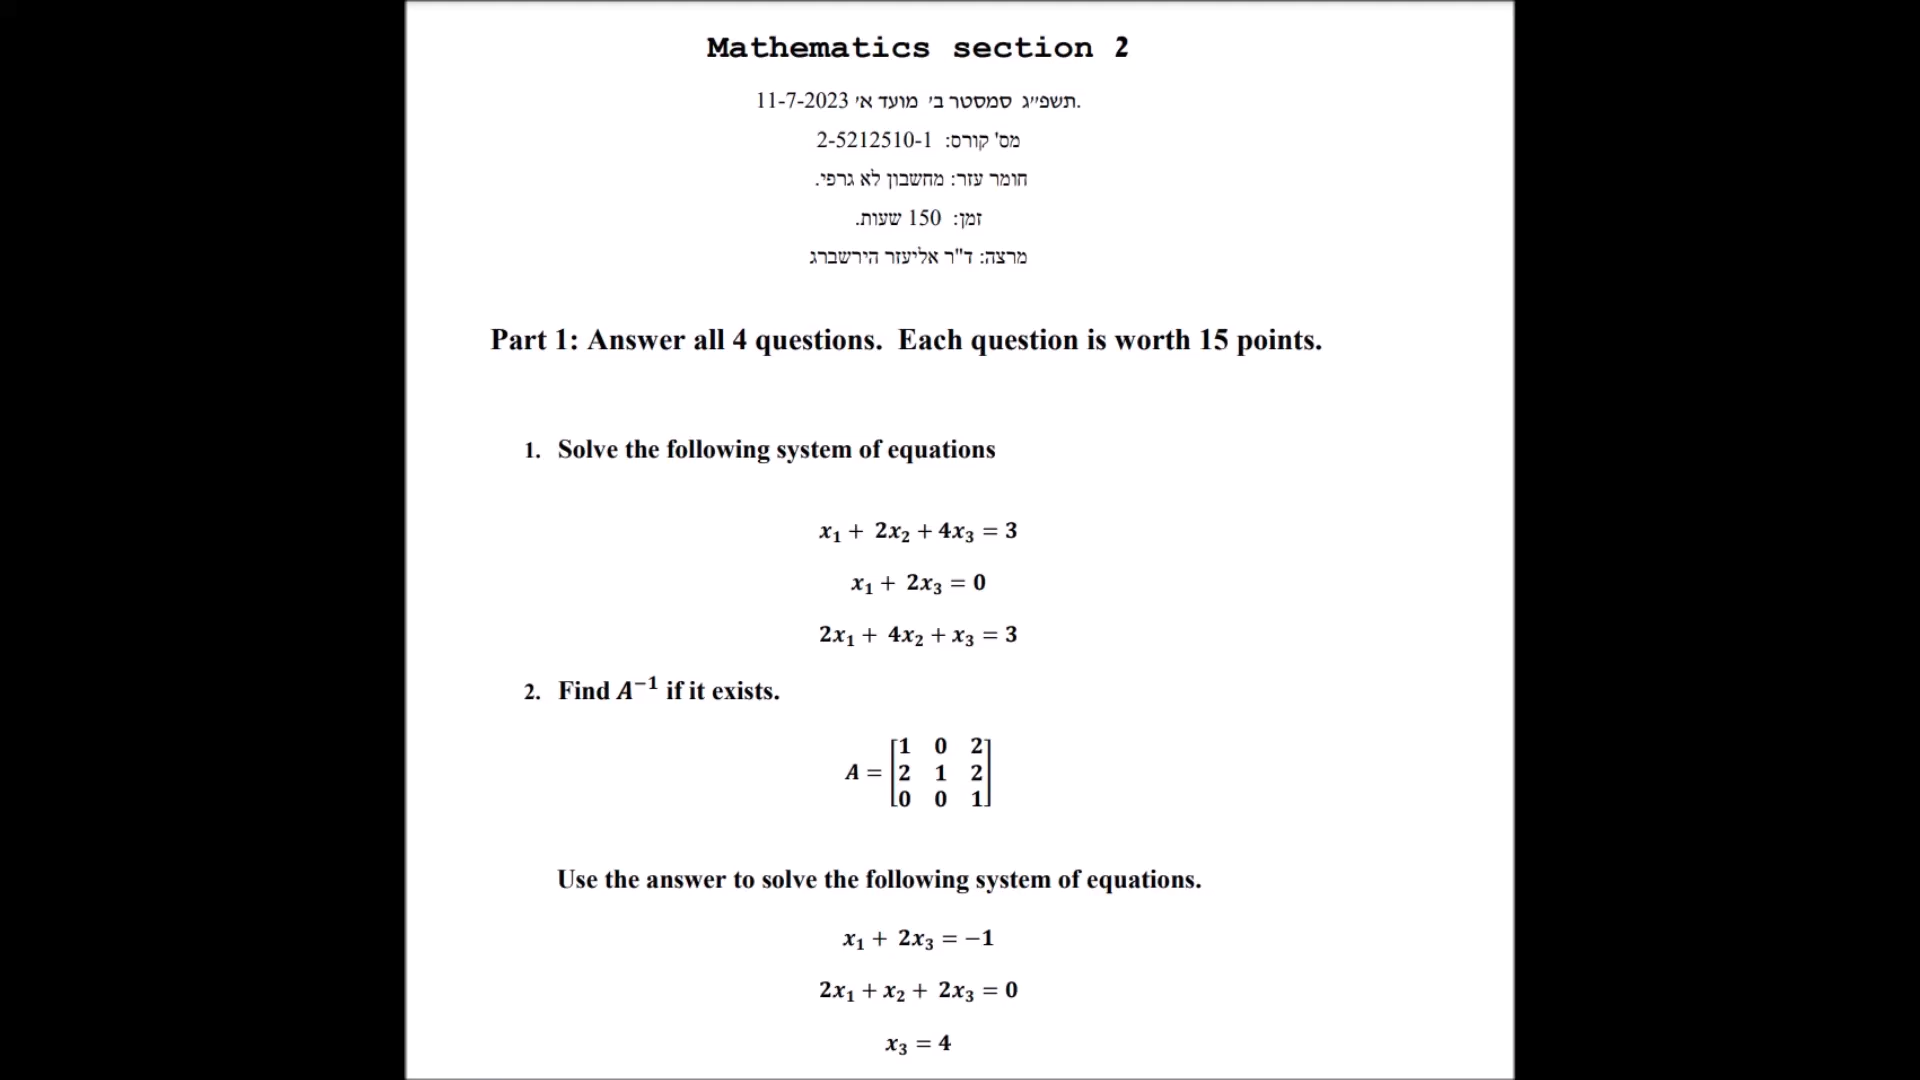 Mathematics section 2
תשפ״ג סמסטר ב׳ מועד א׳ 11-7-2023.
מס' קורס: 2-5212510-1
חומר עזר: מחשבון לא גרפי.
זמן: 150 שעות.
מרצה: ד"ר אליעזר הירשברג
Part 1: Answer all 4 questions. Each question is worth 15 points.
1. Solve the following system of equations
x₁ + 2x₂ + 4x₃ = 3
x₁ + 2x₃ = 0
2x₁ + 4x₂ + x₃ = 3
2. Find A⁻¹ if it exists.
A = [1 0 2
2 1 2
0 0 1]
Use the answer to solve the following system of equations.
x₁ + 2x₃ = −1
2x₁ + x₂ + 2x₃ = 0
x₃ = 4